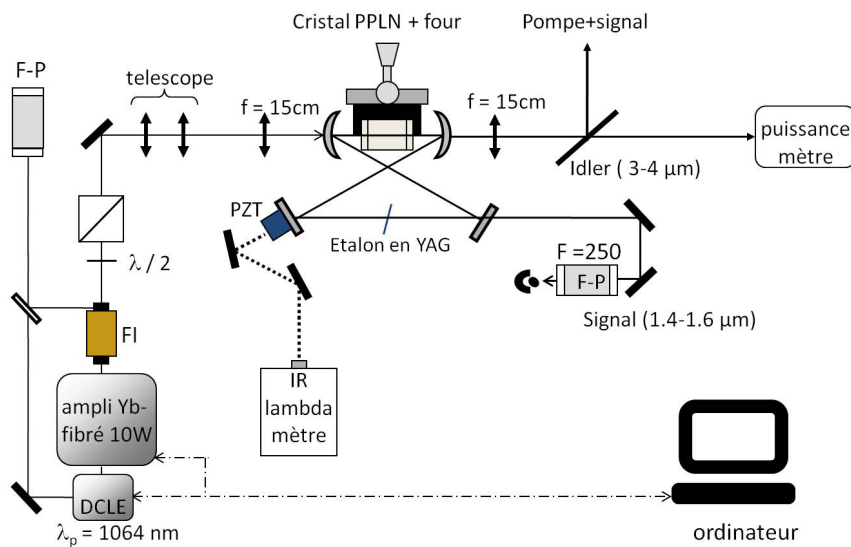 Cristal PPLN + four
Pompe+signal
F-P
telescope
f = 15cm
f = 15cm
puissance
mètre
Idler ( 3-4 µm)
PZT
Etalon en YAG
λ / 2
F =250
F-P
Signal (1.4-1.6 µm)
FI
IR
lambda
mètre
ampli Yb-
fibré 10W
DCLE
λp = 1064 nm
ordinateur